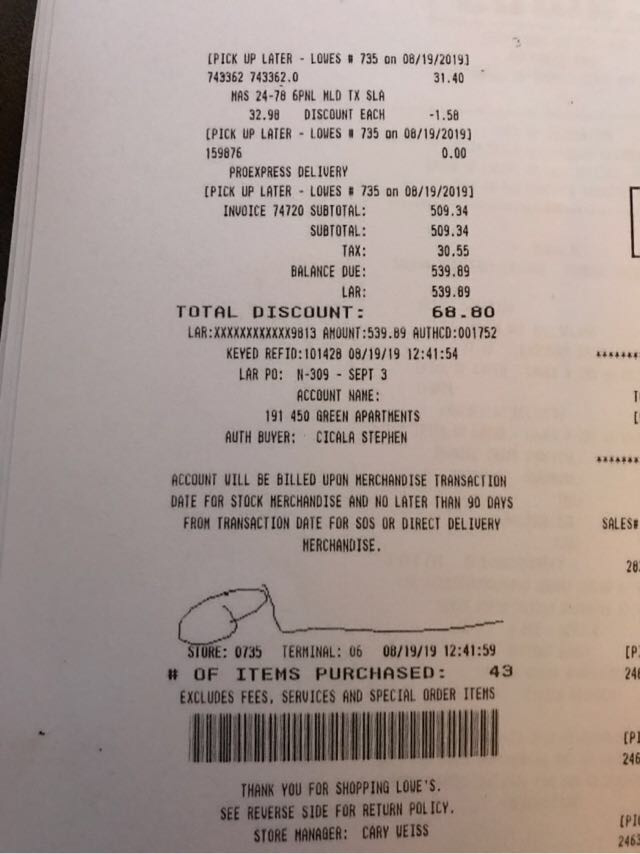 [PICK UP LATER - LOWES # 735 on 08/19/2019]
743362 743362.0 31.40
MAS 24-78 6PNL MLD TX SLA
32.98 DISCOUNT EACH -1.58
[PICK UP LATER - LOWES # 735 on 08/19/2019]
159876 0.00
PROEXPRESS DELIVERY
[PICK UP LATER - LOWES # 735 on 08/19/2019]
INVOICE 74720 SUBTOTAL: 509.34
SUBTOTAL: 509.34
TAX: 30.55
BALANCE DUE: 539.89
LAR: 539.89
TOTAL DISCOUNT: 68.80
LAR:XXXXXXXXXXXX9813 AMOUNT:539.89 AUTHCD:001752
KEYED REFID:101428 08/19/19 12:41:54
LAR PO: N-309 - SEPT 3
ACCOUNT NAME:
191 450 GREEN APARTMENTS
AUTH BUYER: CICALA STEPHEN
ACCOUNT WILL BE BILLED UPON MERCHANDISE TRANSACTION
DATE FOR STOCK MERCHANDISE AND NO LATER THAN 90 DAYS
FROM TRANSACTION DATE FOR SOS OR DIRECT DELIVERY
MERCHANDISE.
STORE: 0735 TERMINAL: 06 08/19/19 12:41:59
# OF ITEMS PURCHASED: 43
EXCLUDES FEES, SERVICES AND SPECIAL ORDER ITEMS
THANK YOU FOR SHOPPING LOWE'S.
SEE REVERSE SIDE FOR RETURN POLICY.
STORE MANAGER: CARY WEISS
*******
*******
SALES#